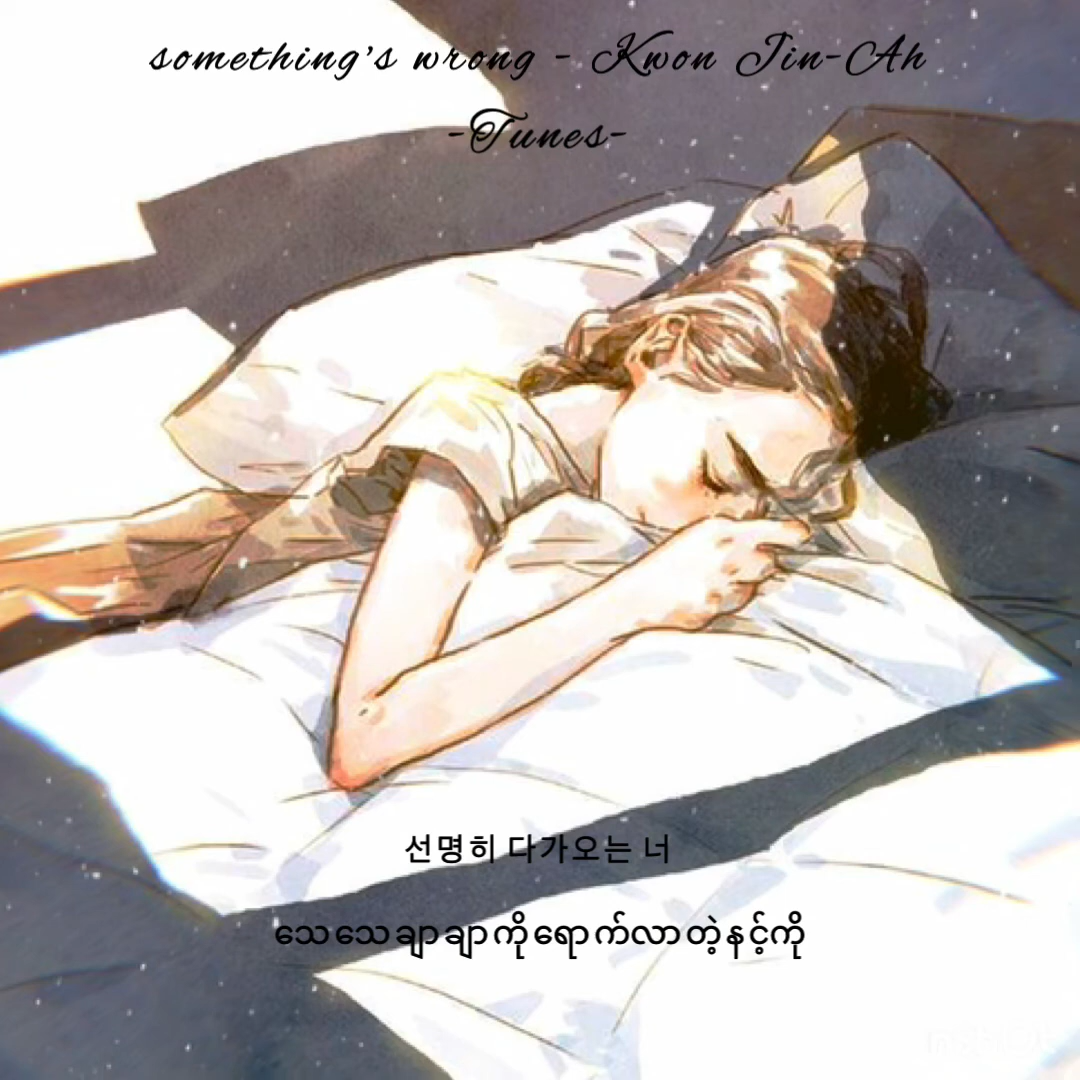 something's wrong - Kwon Jin-Ah
-Tunes-
선명히 다가오는 너
သေသေချာချာကိုရောက်လာတဲ့နင့်ကို